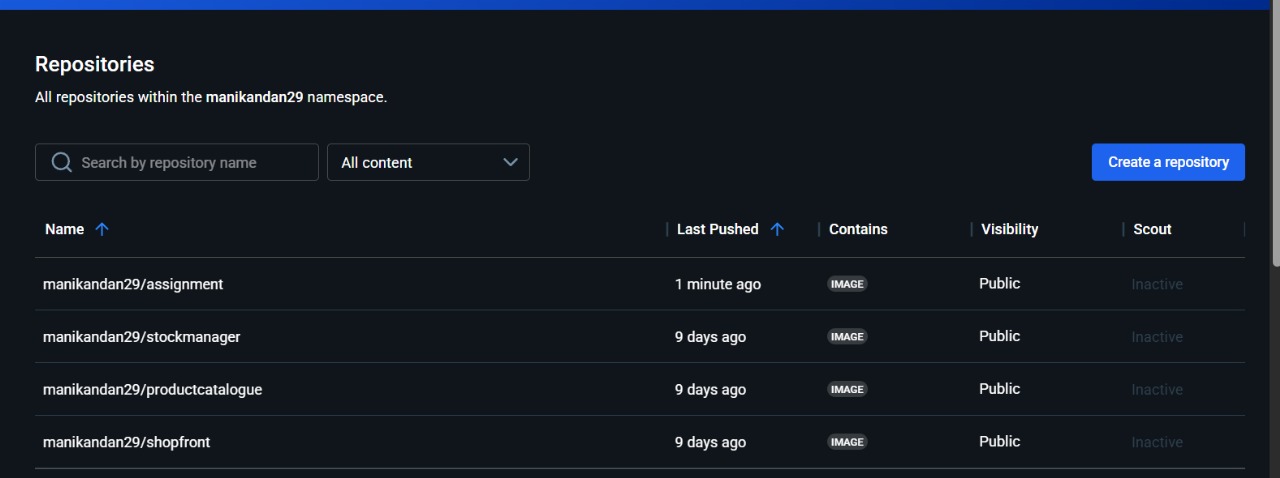 Repositories
All repositories within the manikandan29 namespace.
Search by repository name All content Create a repository
Name Last Pushed Contains Visibility Scout
manikandan29/assignment 1 minute ago IMAGE Public Inactive
manikandan29/stockmanager 9 days ago IMAGE Public Inactive
manikandan29/productcatalogue 9 days ago IMAGE Public Inactive
manikandan29/shopfront 9 days ago IMAGE Public Inactive